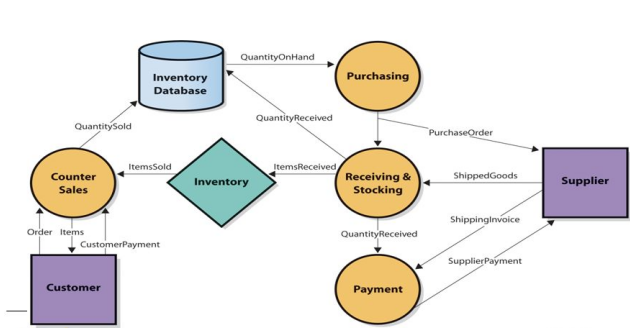 QuantityOnHand
Inventory
Database
Purchasing
QuantitySold
QuantityReceived
PurchaseOrder
Counter
Sales
ItemsSold
Inventory
ItemsReceived
Receiving &
Stocking
ShippedGoods
Supplier
Order
Items
CustomerPayment
QuantityReceived
ShippingInvoice
SupplierPayment
Customer
Payment